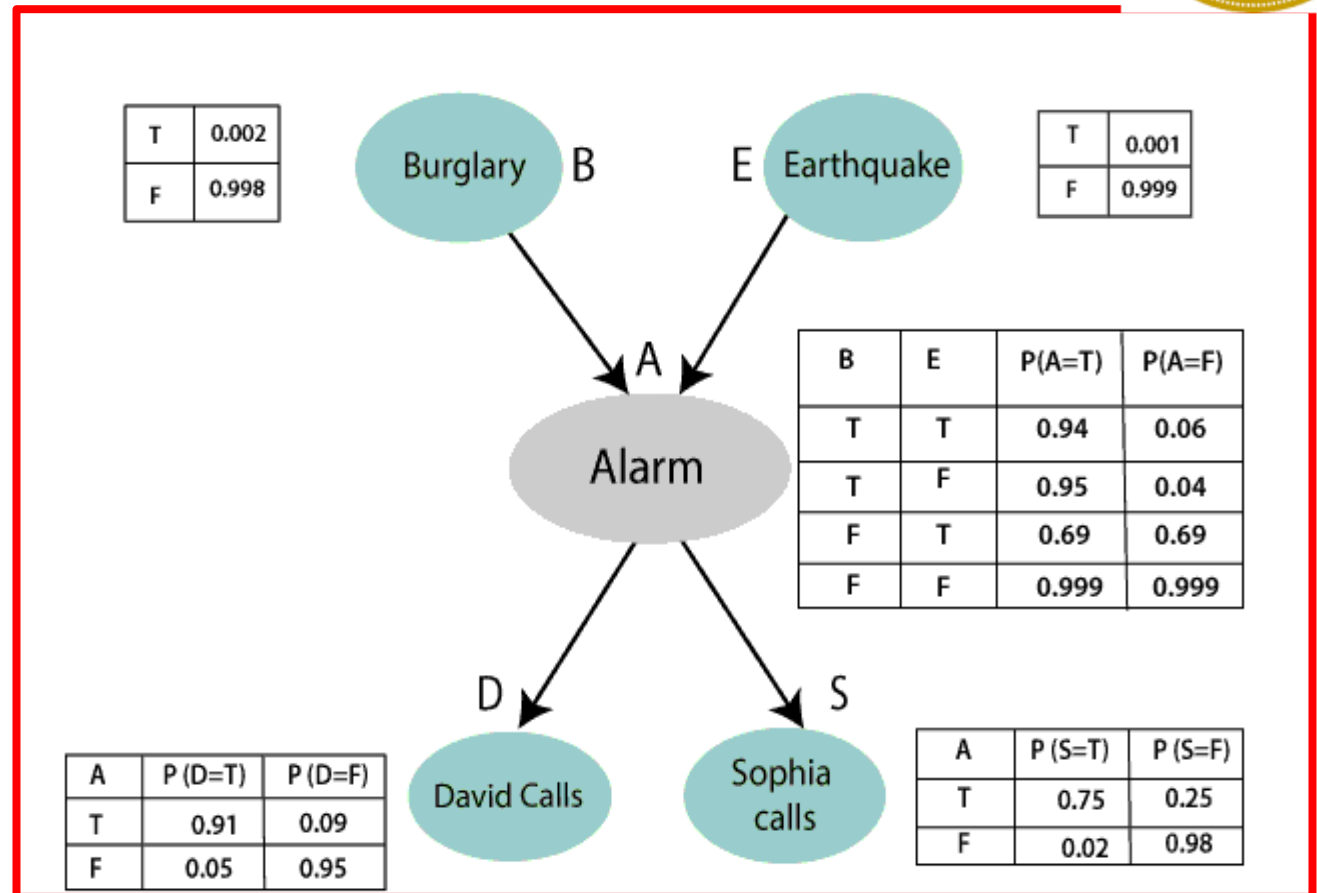 T 0.002
F 0.998
Burglary B
E Earthquake
T 0.001
F 0.999
A
Alarm
B E P(A=T) P(A=F)
T T 0.94 0.06
T F 0.95 0.04
F T 0.69 0.69
F F 0.999 0.999
D
S
A P (D=T) P (D=F)
T 0.91 0.09
F 0.05 0.95
David Calls
Sophia
calls
A P (S=T) P (S=F)
T 0.75 0.25
F 0.02 0.98